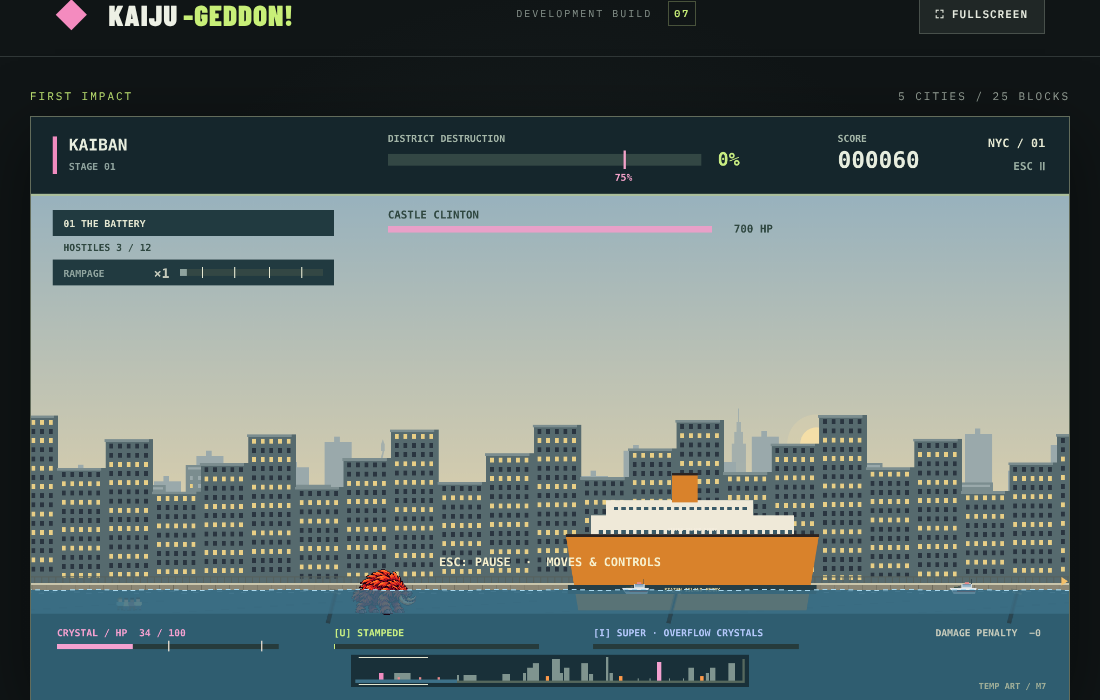 KAIJU-GEDDON!
DEVELOPMENT BUILD 07
FULLSCREEN
FIRST IMPACT
5 CITIES / 25 BLOCKS
KAIBAN
STAGE 01
DISTRICT DESTRUCTION
0%
75%
SCORE
000060
NYC / 01
ESC II
01 THE BATTERY
HOSTILES 3 / 12
RAMPAGE ×1
CASTLE CLINTON
700 HP
ESC: PAUSE · MOVES & CONTROLS
CRYSTAL / HP 34 / 100
[U] STAMPEDE
[I] SUPER · OVERFLOW CRYSTALS
DAMAGE PENALTY −0
TEMP ART / M7